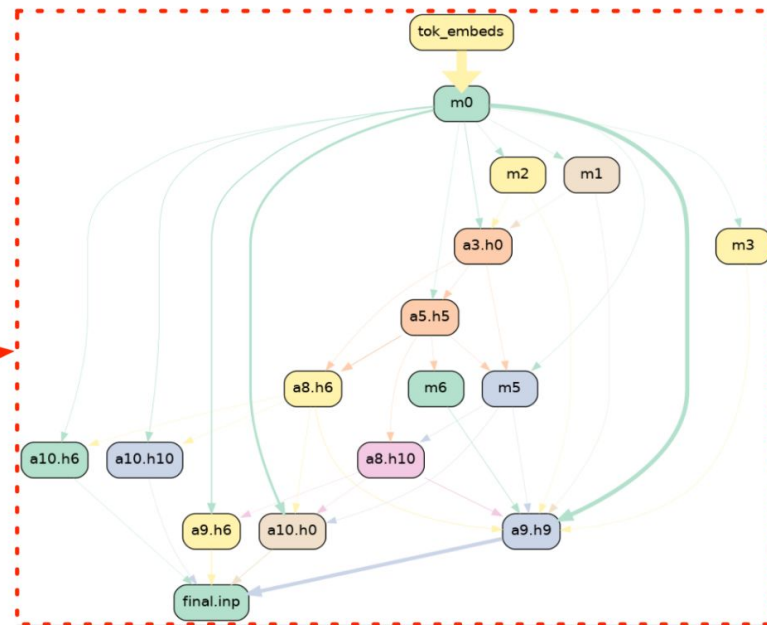 tok_embeds
m0
m2
m1
a3.h0
m3
a5.h5
a8.h6
m6
m5
a10.h6
a10.h10
a8.h10
a9.h6
a10.h0
a9.h9
final.inp